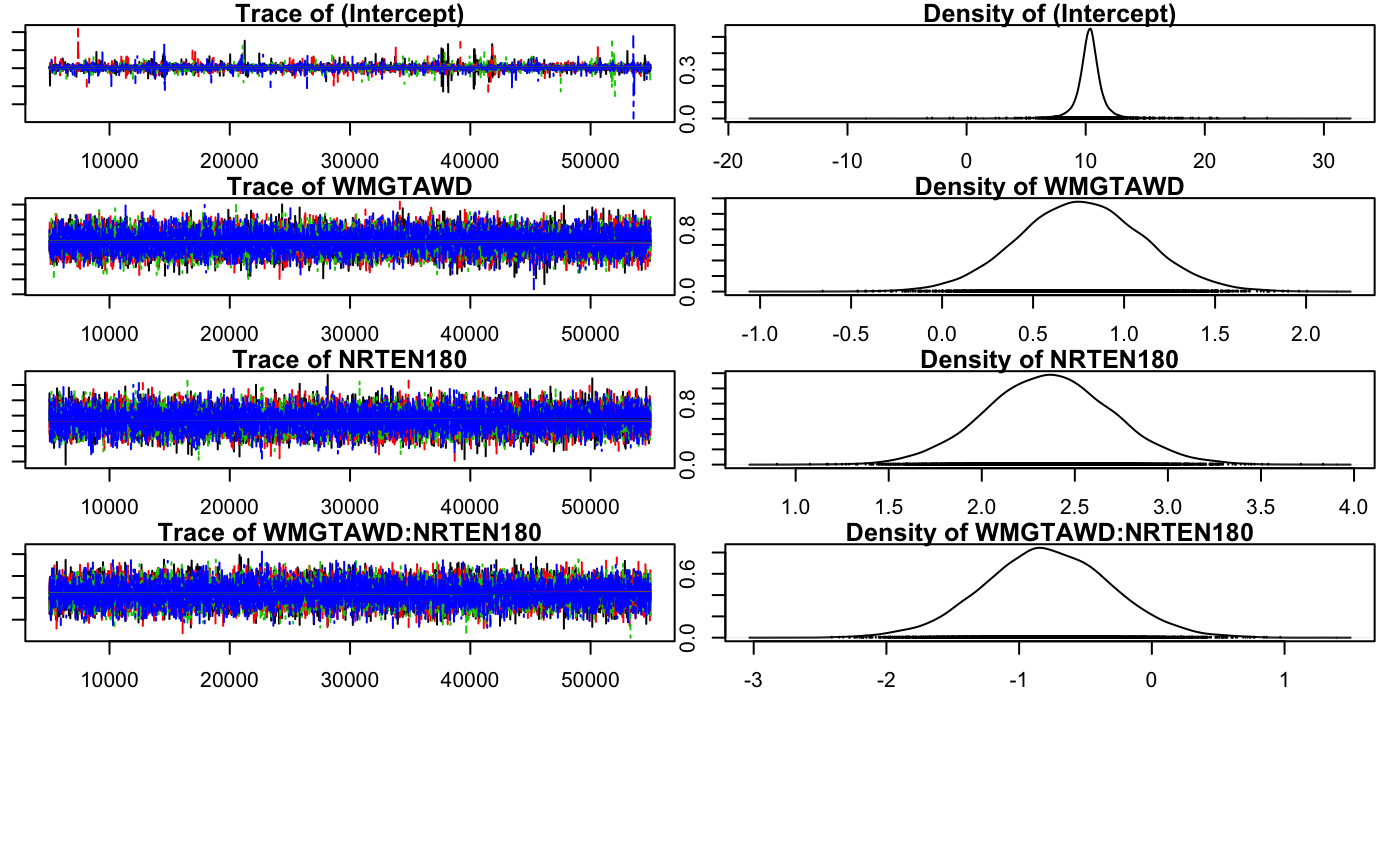 Trace of (Intercept)
10000 20000 30000 40000 50000
Density of (Intercept)
0.0 0.3
-20 -10 0 10 20 30
Trace of WMGTAWD
10000 20000 30000 40000 50000
Density of WMGTAWD
0.0 0.8
-1.0 -0.5 0.0 0.5 1.0 1.5 2.0
Trace of NRTEN180
10000 20000 30000 40000 50000
Density of NRTEN180
0.0 0.8
1.0 1.5 2.0 2.5 3.0 3.5 4.0
Trace of WMGTAWD:NRTEN180
10000 20000 30000 40000 50000
Density of WMGTAWD:NRTEN180
0.0 0.6
-3 -2 -1 0 1